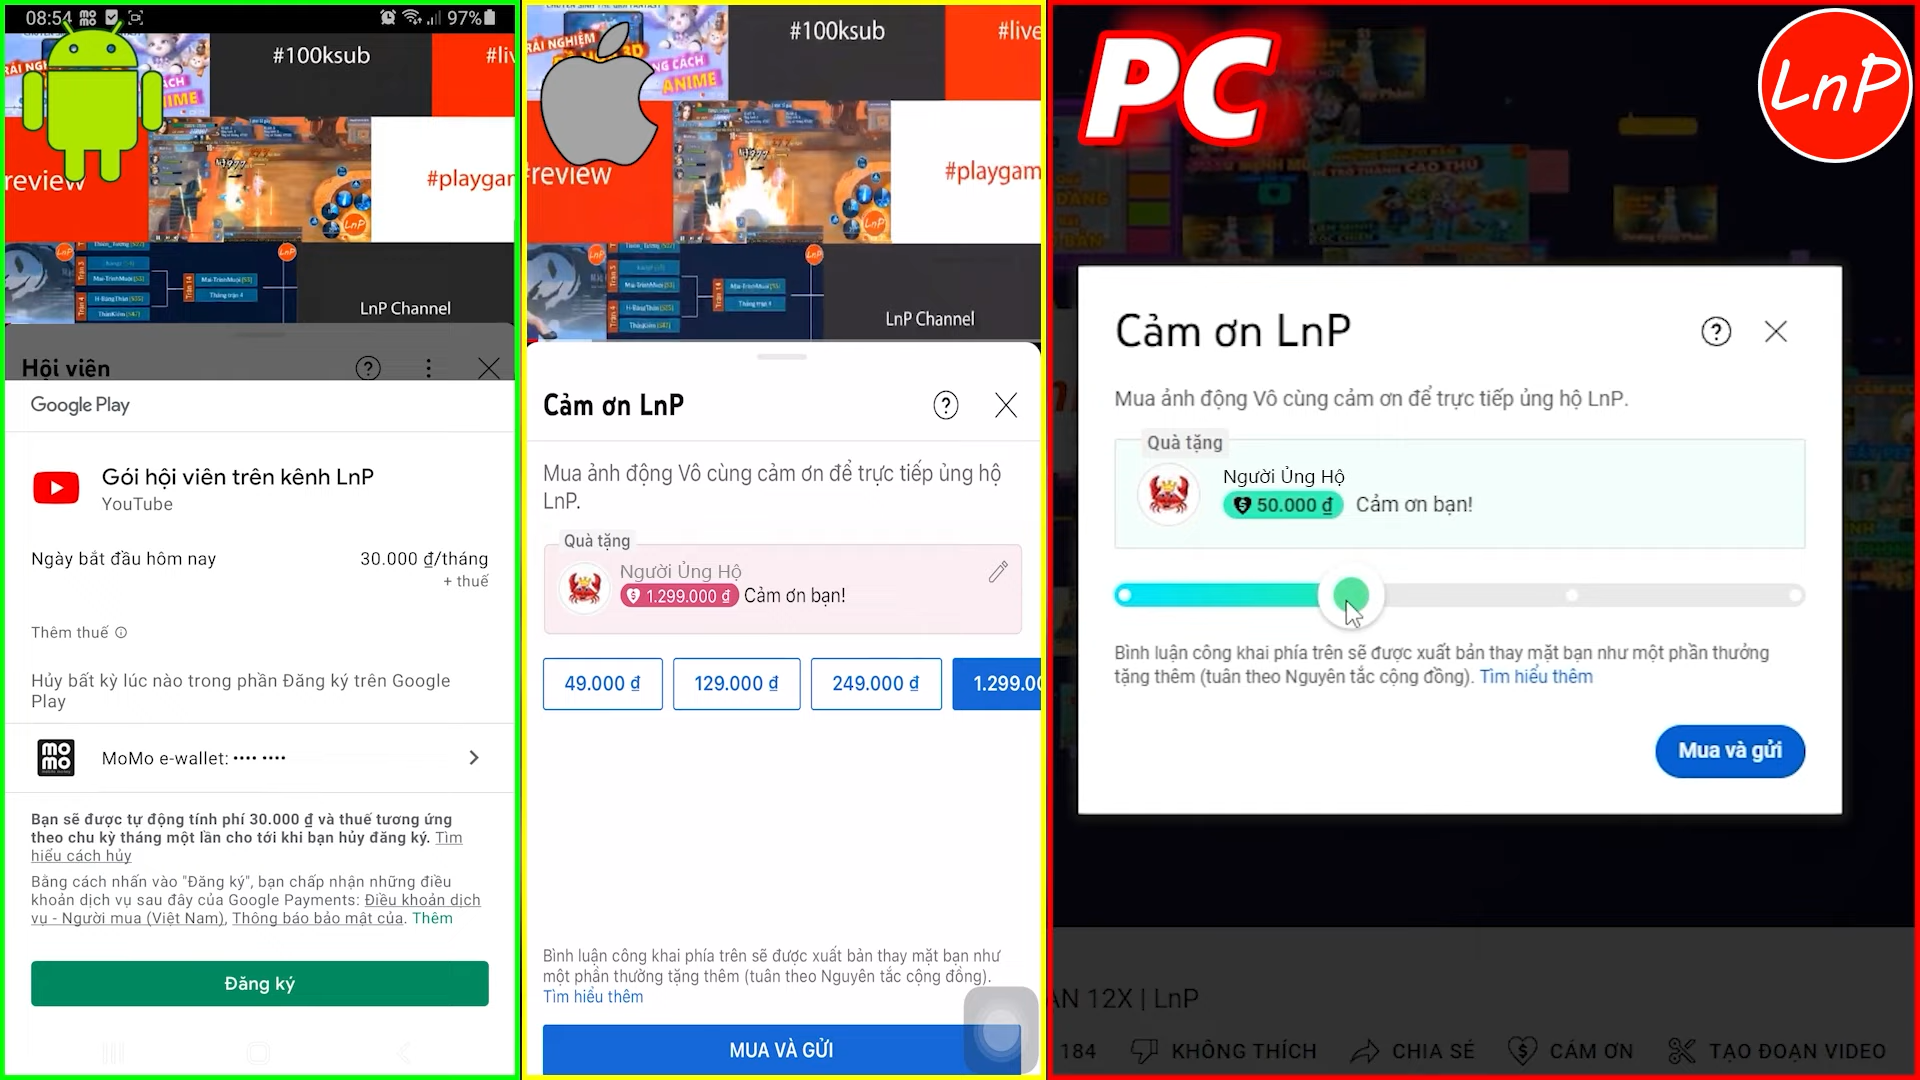 08:54
97%
#100ksub
#li
ANIME
review
#playgam
LnP
Mai-TrinhMuội
LnP Channel
Hội viên
Google Play
Gói hội viên trên kênh LnP
YouTube
Ngày bắt đầu hôm nay
30.000 ₫/tháng
+ thuế
Thêm thuế
Hủy bất kỳ lúc nào trong phần Đăng ký trên Google
Play
mo
mo
MoMo e-wallet: •••• ••••
Bạn sẽ được tự động tính phí 30.000 ₫ và thuế tương ứng
theo chu kỳ tháng một lần cho tới khi bạn hủy đăng ký. Tìm
hiểu cách hủy
Bằng cách nhấn vào "Đăng ký", bạn chấp nhận những điều
khoản dịch vụ sau đây của Google Payments: Điều khoản dịch
vụ - Người mua (Việt Nam), Thông báo bảo mật của. Thêm
Đăng ký
#100ksub
#live
NG CÁCH
ANIME
review
#playgam
LnP
LnP Channel
Cảm ơn LnP
Mua ảnh động Vô cùng cảm ơn để trực tiếp ủng hộ
LnP.
Quà tặng
Người Ủng Hộ
1.299.000 ₫ Cảm ơn bạn!
49.000 ₫
129.000 ₫
249.000 ₫
1.299.00
Bình luận công khai phía trên sẽ được xuất bản thay mặt bạn như
một phần thưởng tặng thêm (tuân theo Nguyên tắc cộng đồng).
Tìm hiểu thêm
MUA VÀ GỬI
PC
LnP
Cảm ơn LnP
Mua ảnh động Vô cùng cảm ơn để trực tiếp ủng hộ LnP.
Quà tặng
Người Ủng Hộ
50.000 ₫ Cảm ơn bạn!
Bình luận công khai phía trên sẽ được xuất bản thay mặt bạn như một phần thưởng
tặng thêm (tuân theo Nguyên tắc cộng đồng). Tìm hiểu thêm
Mua và gửi
AN 12X | LnP
184
KHÔNG THÍCH
CHIA SẺ
CẢM ƠN
TẠO ĐOẠN VIDEO